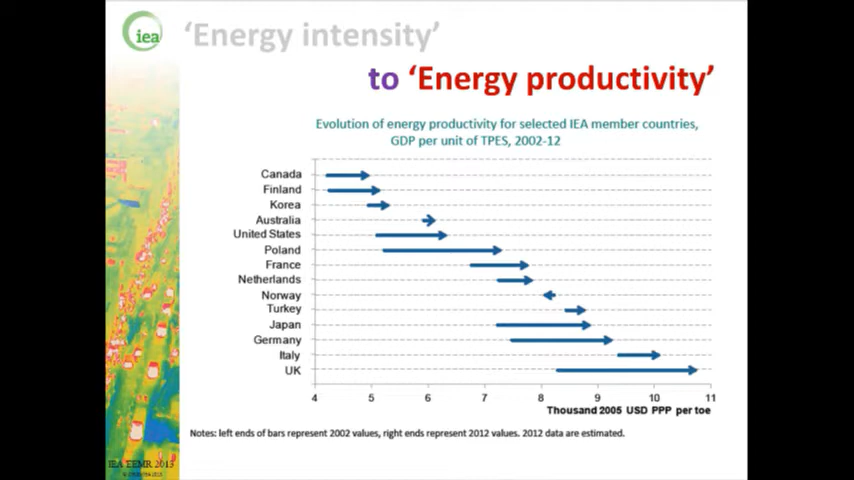 iea
‘Energy intensity’
to ‘Energy productivity’
Evolution of energy productivity for selected IEA member countries,
GDP per unit of TPES, 2002-12
Canada
Finland
Korea
Australia
United States
Poland
France
Netherlands
Norway
Turkey
Japan
Germany
Italy
UK
4 5 6 7 8 9 10 11
Thousand 2005 USD PPP per toe
Notes: left ends of bars represent 2002 values, right ends represent 2012 values. 2012 data are estimated.
IEA EEMR 2013